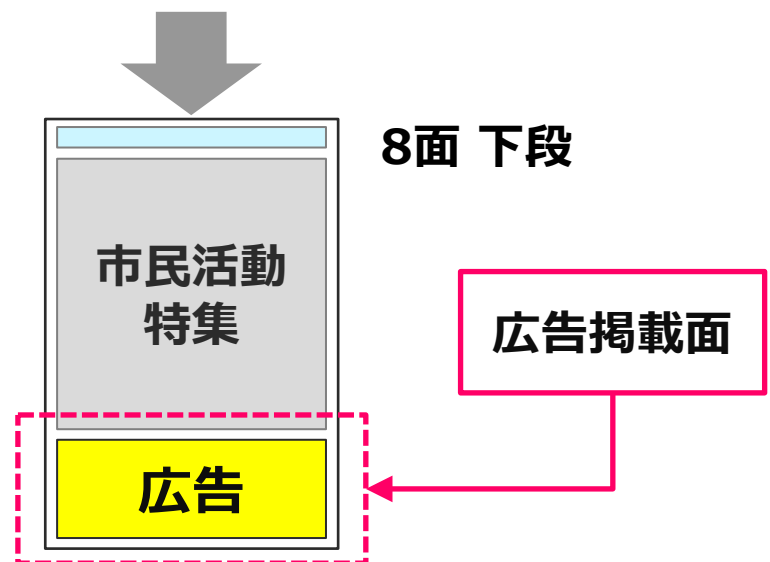 8面 下段
市民活動
特集
広告掲載面
広告